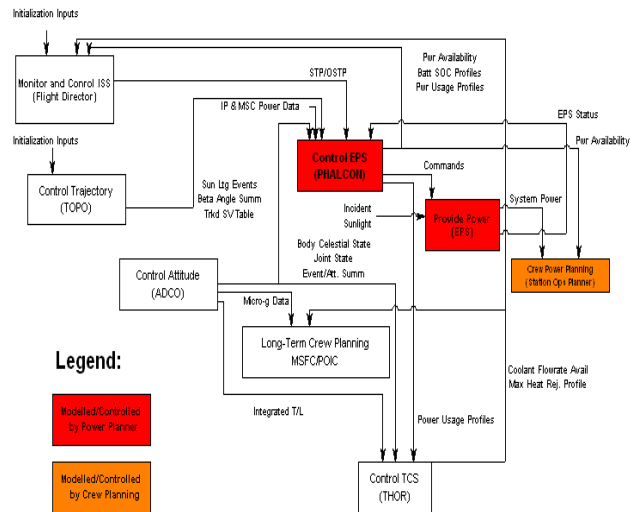 Initialization Inputs
Monitor and Conrol ISS
(Flight Director)
STP/OSTP
Pwr Availability
Batt SOC Profiles
Pwr Usage Profiles
IP & MSC Power Data
EPS Status
Initialization Inputs
Control EPS
(PHALCON)
Pwr Availability
Control Trajectory
(TOPO)
Sun Ltg Events
Beta Angle Summ
Trkd SV Table
Commands
System Power
Incident
Sunlight
Provide Power
(EPS)
Body Celestial State
Joint State
Event/Att. Summ
Control Attitude
(ADCO)
Crew Power Planning
(Station Ops Planner)
Micro-g Data
Long-Term Crew Planning
MSFC/POIC
Legend:
Coolant Flowrate Avail
Max Heat Rej. Profile
Modelled/Controlled
by Power Planner
Integrated T/L
Power Usage Profiles
Modelled/Controlled
by Crew Planning
Control TCS
(THOR)